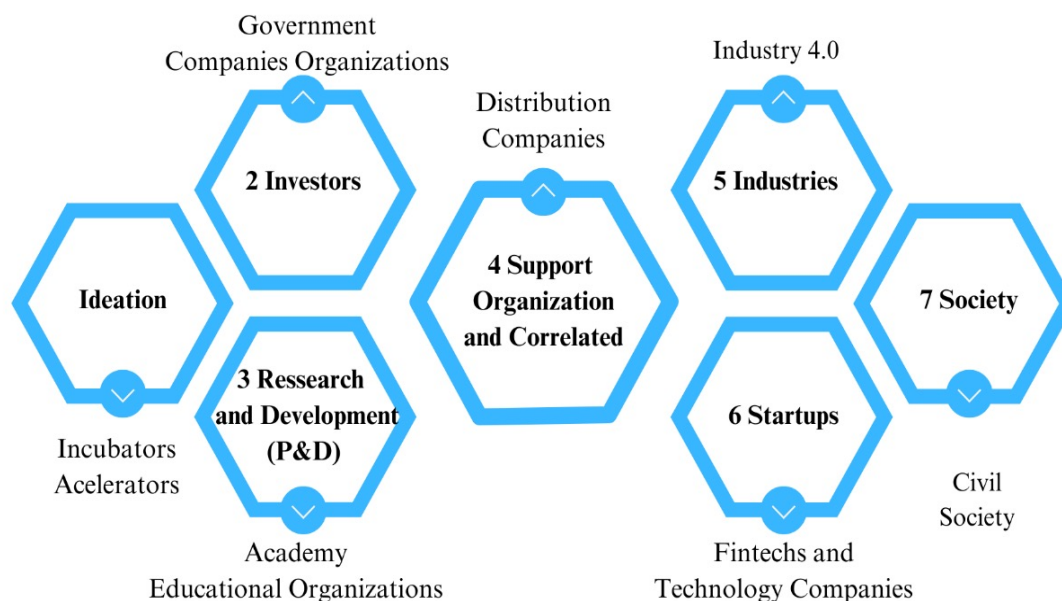 Government
Companies Organizations
2 Investors
Ideation
Incubators
Acelerators
3 Ressearch
and Development
(P&D)
Academy
Educational Organizations
Distribution
Companies
4 Support
Organization
and Correlated
Industry 4.0
5 Industries
6 Startups
Fintechs and
Technology Companies
7 Society
Civil
Society